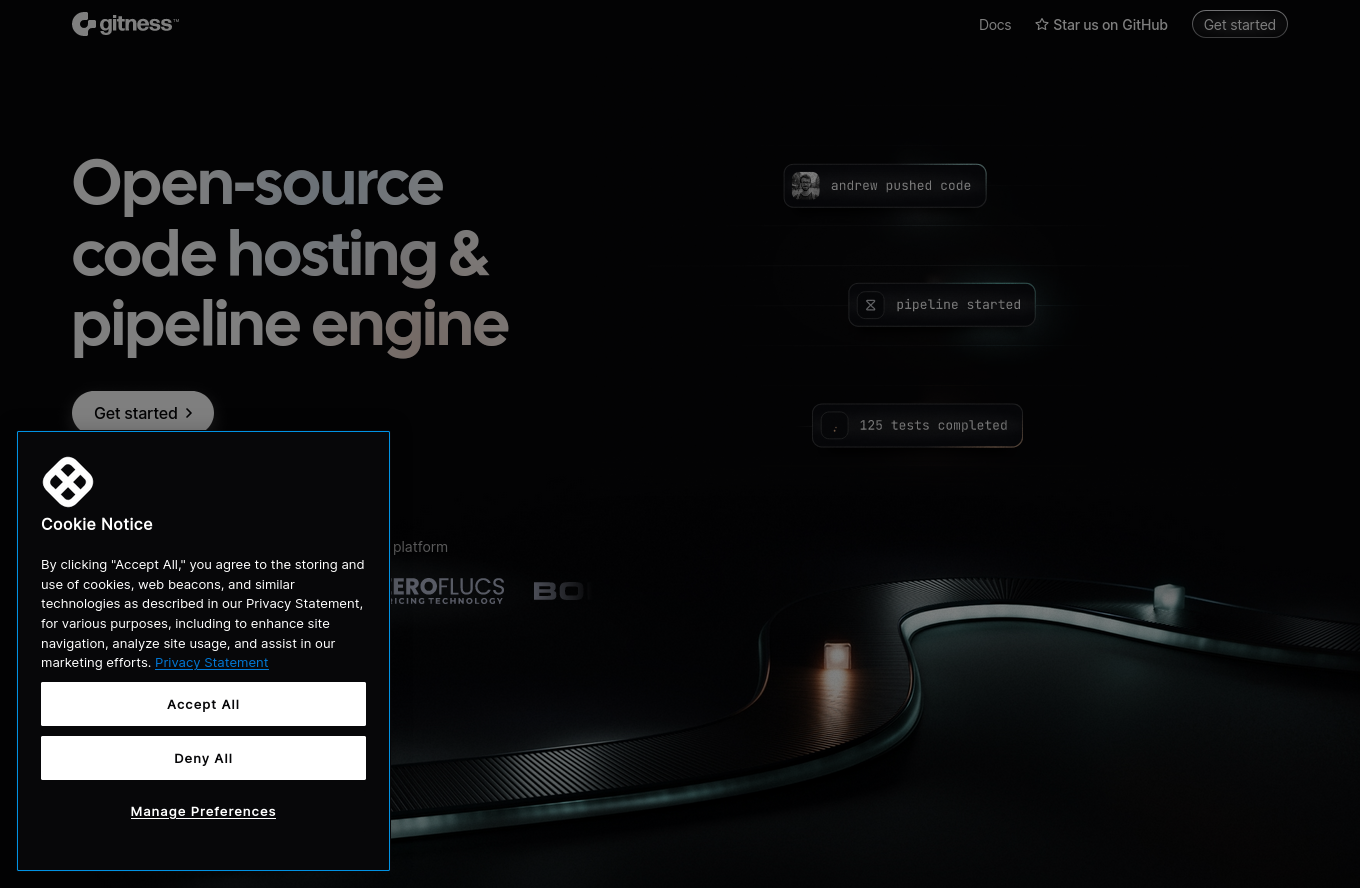 gitness™
Docs
Star us on GitHub
Get started
Open-source
code hosting &
pipeline engine
Get started
andrew pushed code
pipeline started
125 tests completed
platform
FLUCS
RICING TECHNOLOGY
Cookie Notice
By clicking "Accept All," you agree to the storing and
use of cookies, web beacons, and similar
technologies as described in our Privacy Statement,
for various purposes, including to enhance site
navigation, analyze site usage, and assist in our
marketing efforts. Privacy Statement
Accept All
Deny All
Manage Preferences